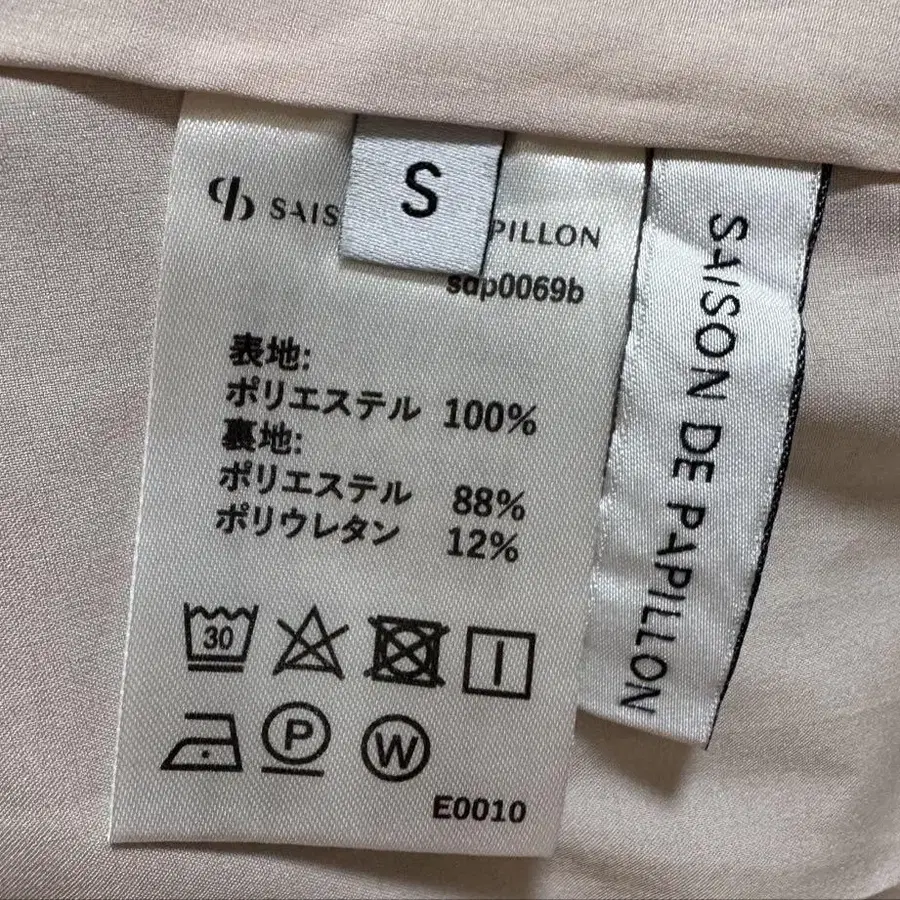 SAIS
PILLON
S
sdp0069b
表地:
ポリエステル 100%
裏地:
ポリエステル 88%
ポリウレタン 12%
30
P
W
E0010
SAISON DE PAPILLON